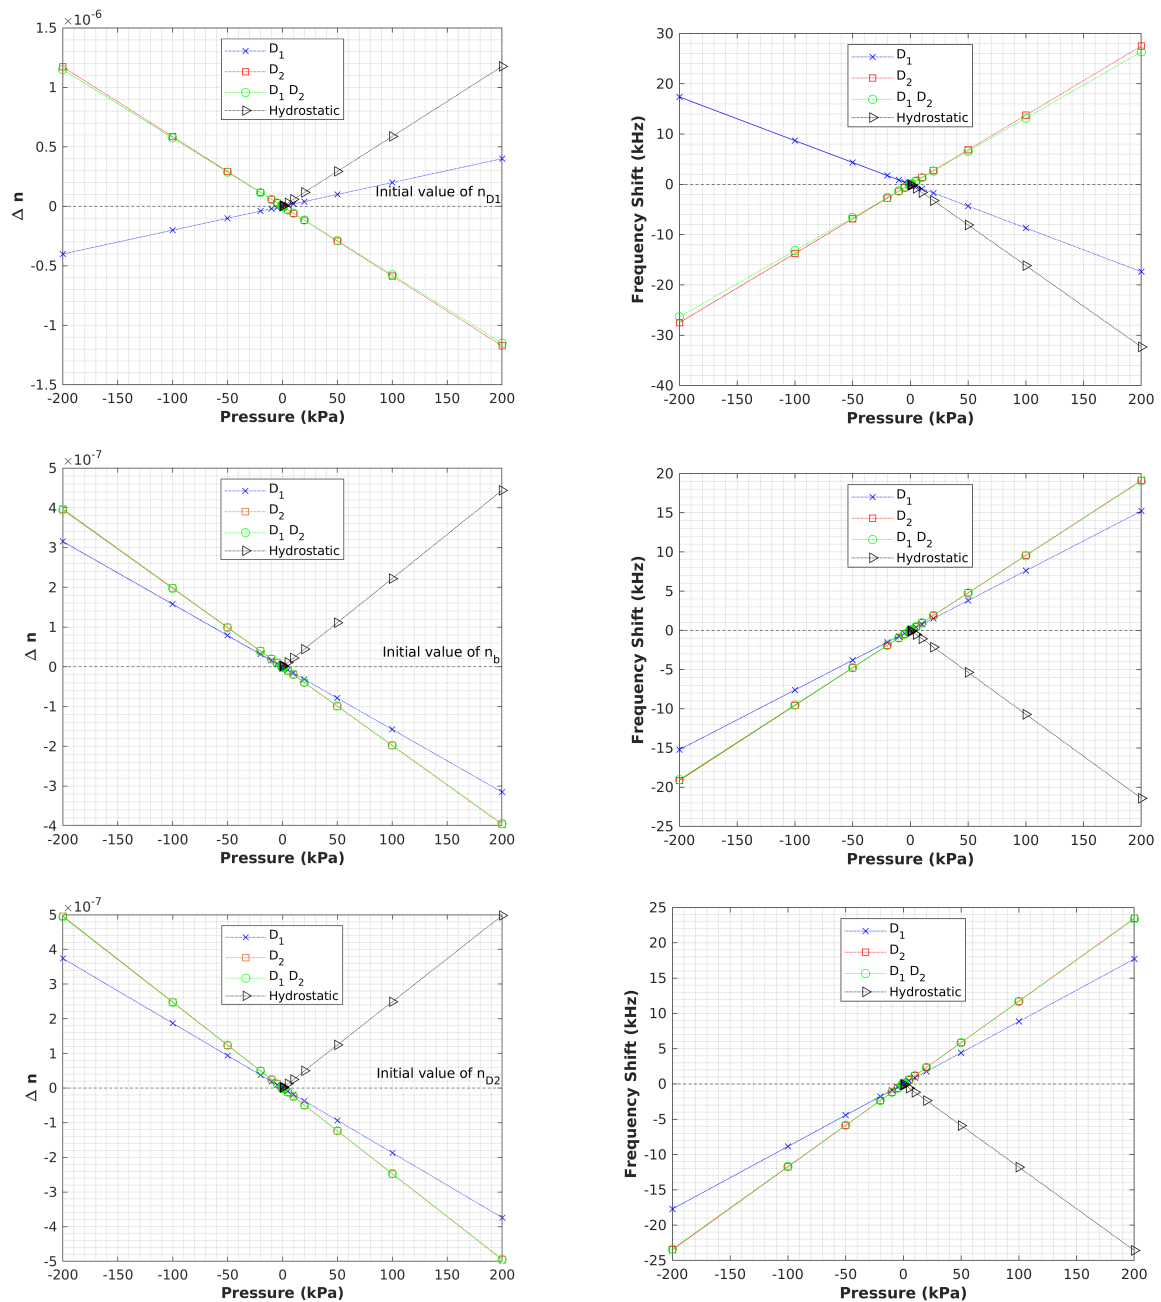 ×10⁻⁶
1.5
1
0.5
0
-0.5
-1
-1.5
Δ n
D₁
D₂
D₁ D₂
Hydrostatic
Initial value of n_D1
-200 -150 -100 -50 0 50 100 150 200
Pressure (kPa)
30
20
10
0
-10
-20
-30
-40
Frequency Shift (kHz)
D₁
D₂
D₁ D₂
Hydrostatic
-200 -150 -100 -50 0 50 100 150 200
Pressure (kPa)
×10⁻⁷
5
4
3
2
1
0
-1
-2
-3
-4
Δ n
D₁
D₂
D₁ D₂
Hydrostatic
Initial value of n_b
-200 -150 -100 -50 0 50 100 150 200
Pressure (kPa)
20
15
10
5
0
-5
-10
-15
-20
-25
Frequency Shift (kHz)
D₁
D₂
D₁ D₂
Hydrostatic
-200 -150 -100 -50 0 50 100 150 200
Pressure (kPa)
×10⁻⁷
5
4
3
2
1
0
-1
-2
-3
-4
-5
Δ n
D₁
D₂
D₁ D₂
Hydrostatic
Initial value of n_D2
-200 -150 -100 -50 0 50 100 150 200
Pressure (kPa)
25
20
15
10
5
0
-5
-10
-15
-20
-25
Frequency Shift (kHz)
D₁
D₂
D₁ D₂
Hydrostatic
-200 -150 -100 -50 0 50 100 150 200
Pressure (kPa)